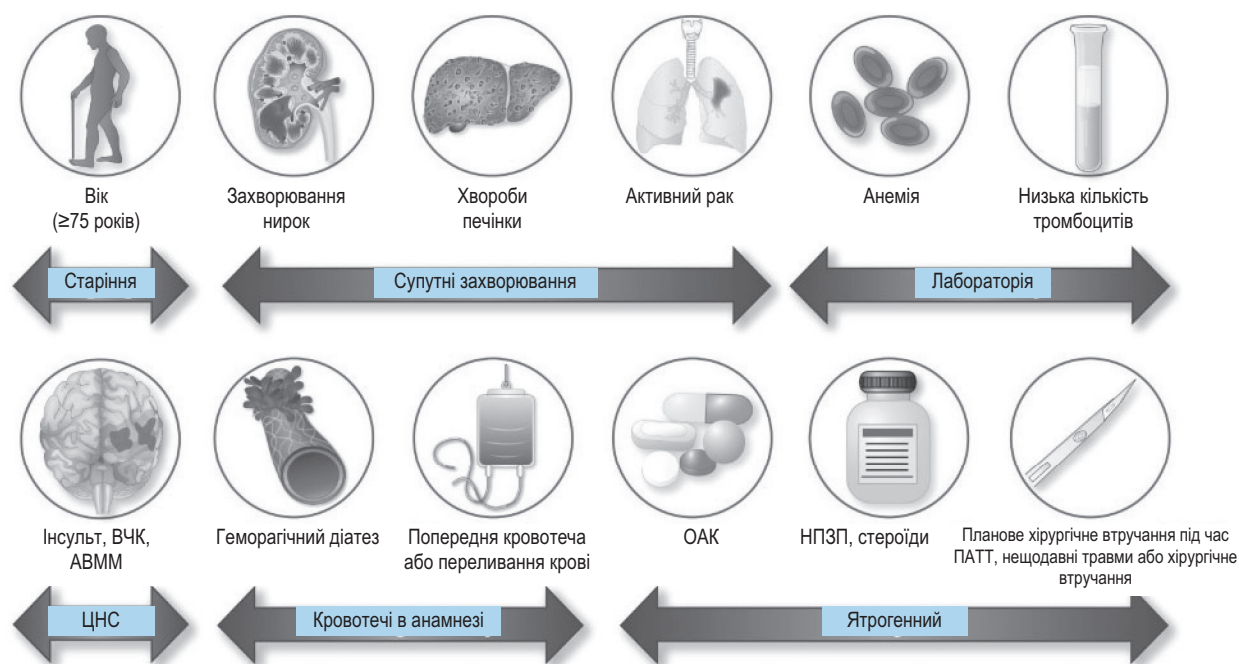 Вік
(≥75 років)
Захворювання
нирок
Хвороби
печінки
Активний рак
Анемія
Низька кількість
тромбоцитів
Старіння
Супутні захворювання
Лабораторія
Інсульт, ВЧК,
АВММ
Геморагічний діатез
Попередня кровотеча
або переливання крові
ОАК
НПЗП, стероїди
Планове хірургічне втручання під час
ПАТТ, нещодавні травми або хірургічне
втручання
ЦНС
Кровотечі в анамнезі
Ятрогенний